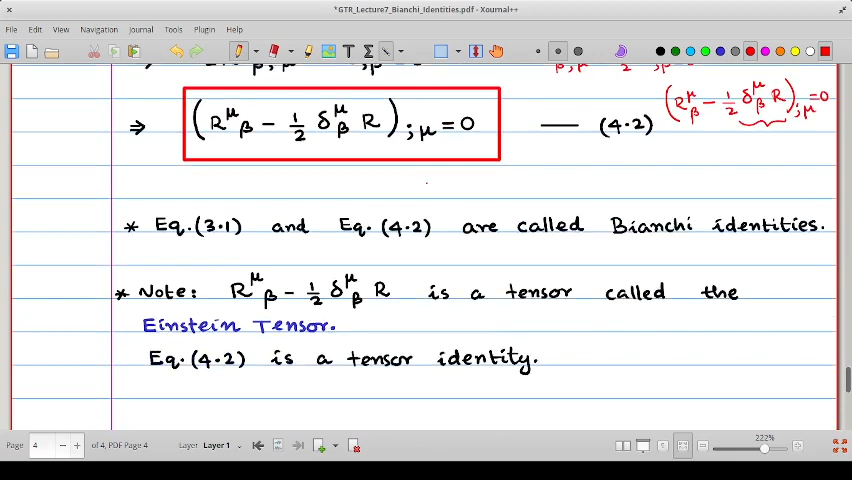 *GTR_Lecture7_Bianchi_Identities.pdf - Xournal++
File Edit View Navigation Journal Tools Plugin Help
⇒ (R^μ_β − 1/2 δ^μ_β R) ; μ = 0 —— (4.2)
(R^μ_β − 1/2 δ^μ_β R) ; μ = 0
* Eq.(3.1) and Eq.(4.2) are called Bianchi identities.
* Note: R^μ_β − 1/2 δ^μ_β R is a tensor called the
Einstein Tensor.
Eq.(4.2) is a tensor identity.
Page 4 of 4, PDF Page 4 Layer Layer 1 222%